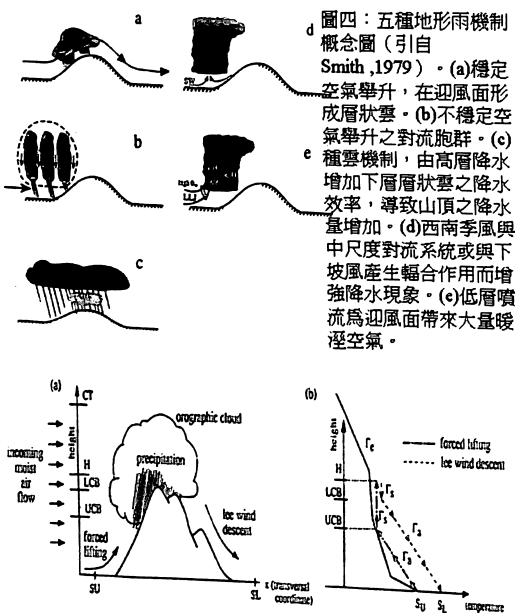 a
d
sw
b
e
c
圖四：五種地形雨機制
概念圖（引自
Smith ,1979）。(a)穩定
空氣舉升，在迎風面形
成層狀雲。(b)不穩定空
氣舉升之對流胞群。(c)
種雲機制，由高層降水
增加下層層狀雲之降水
效率，導致山頂之降水
量增加。(d)西南季風與
中尺度對流系統或與下
坡風產生輻合作用而增
強降水現象。(e)低層噴
流為迎風面帶來大量暖
溼空氣。
(a)
CT
height
orographic cloud
incoming
moist
air
flow
H
LCB
UCB
precipitation
forced
lifting
lee wind
descent
SU
SL
x (transversal
coordinate)
(b)
height
Γe
forced lifting
lee wind descent
H
LCB
UCB
Γs
Γs
Γa
Γa
SU
SL
temperature